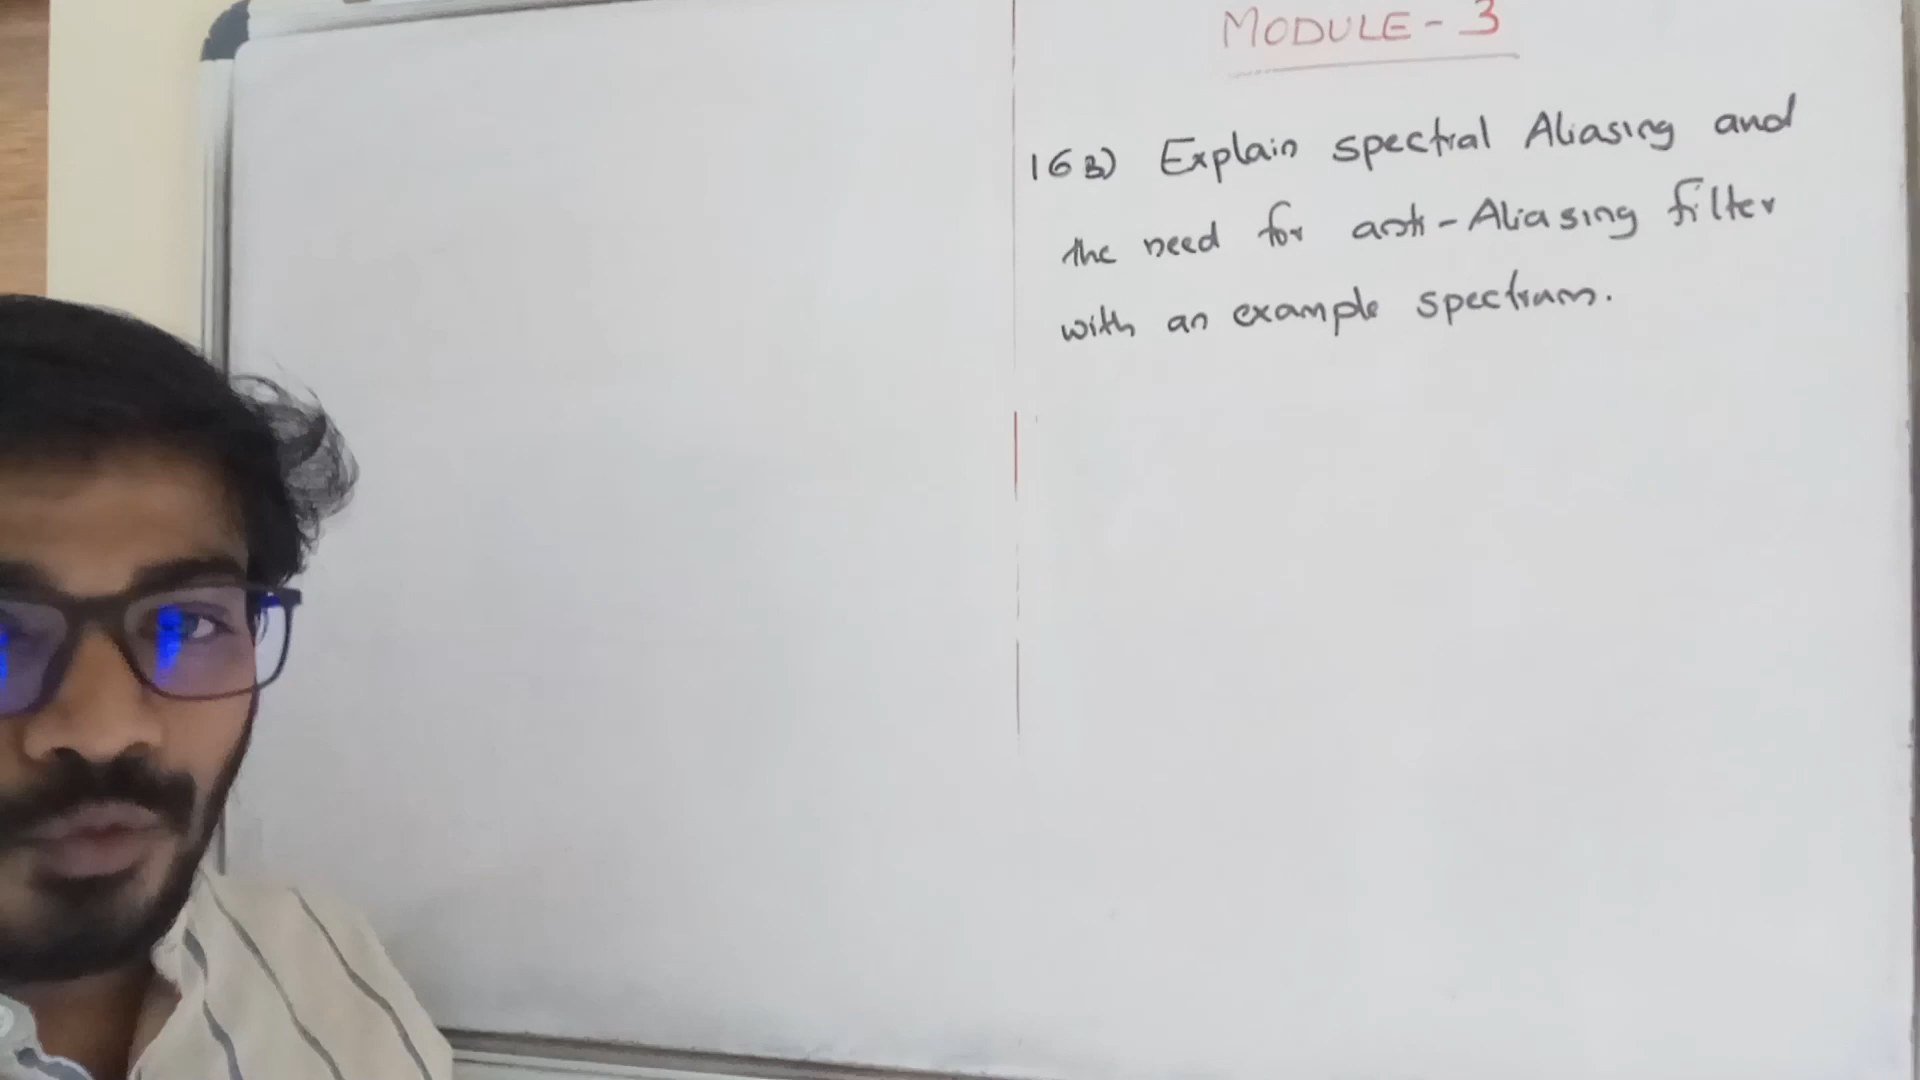 MODULE - 3
16 B) Explain spectral Aliasing and
the need for anti-Aliasing filter
with an example spectrum.